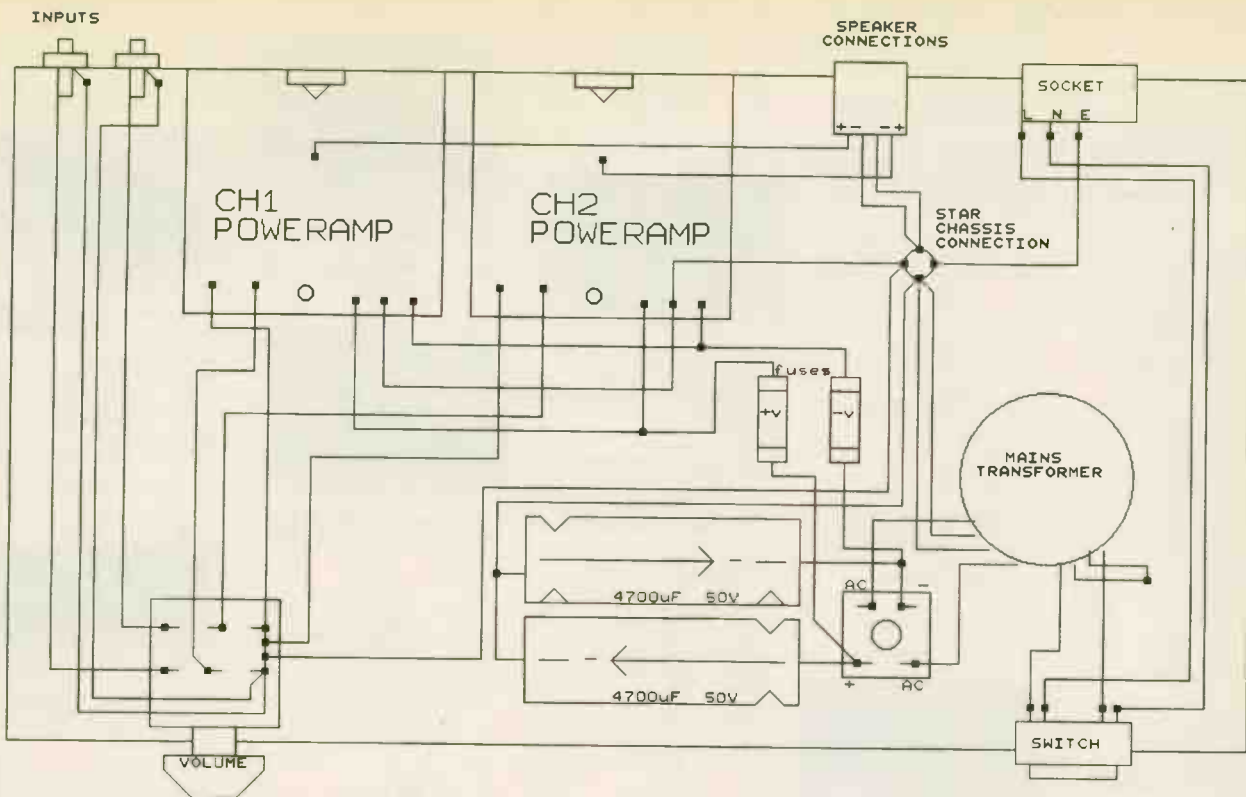 INPUTS
SPEAKER
CONNECTIONS
SOCKET
L N E
+ - - +
CH1
POWERAMP
CH2
POWERAMP
STAR
CHASSIS
CONNECTION
fuses
+v
-v
MAINS
TRANSFORMER
AC -
4700uF 50V
4700uF 50V
+ AC
SWITCH
VOLUME